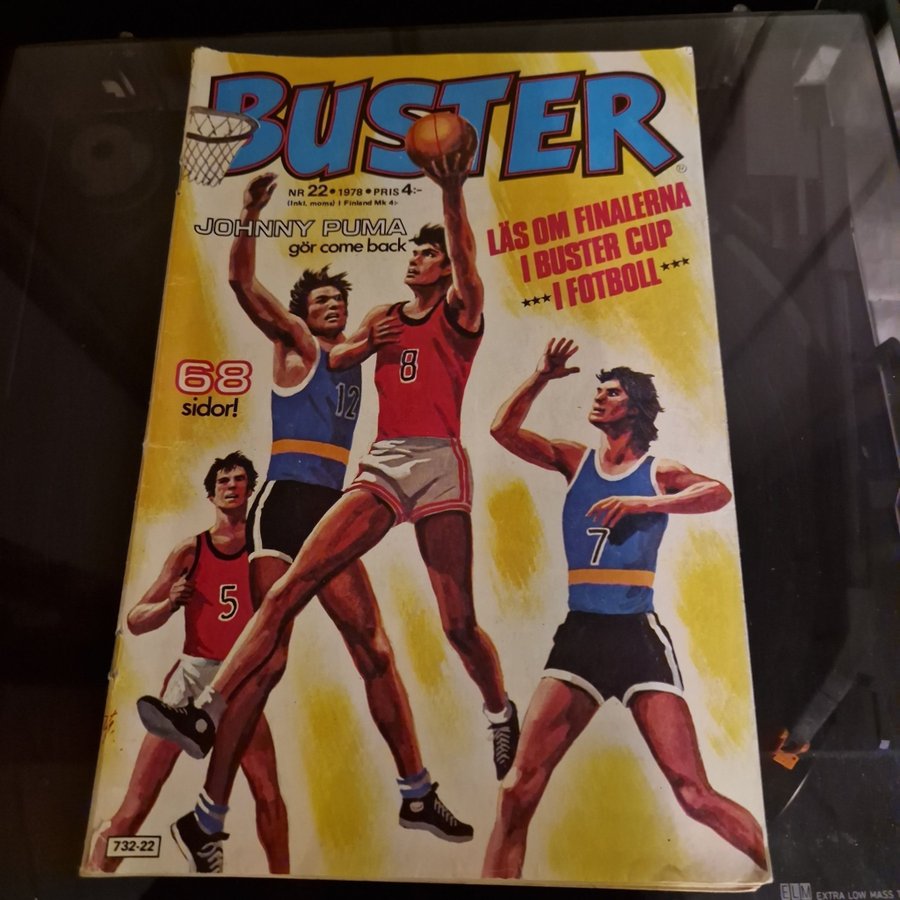 BUSTER
NR 22 • 1978 • PRIS 4:-
(Inkl. moms) I Finland Mk 4:-
JOHNNY PUMA
gör come back
LÄS OM FINALERNA
I BUSTER CUP
*** I FOTBOLL ***
68
sidor!
8
12
7
5
732-22
ELM EXTRA LOW MASS